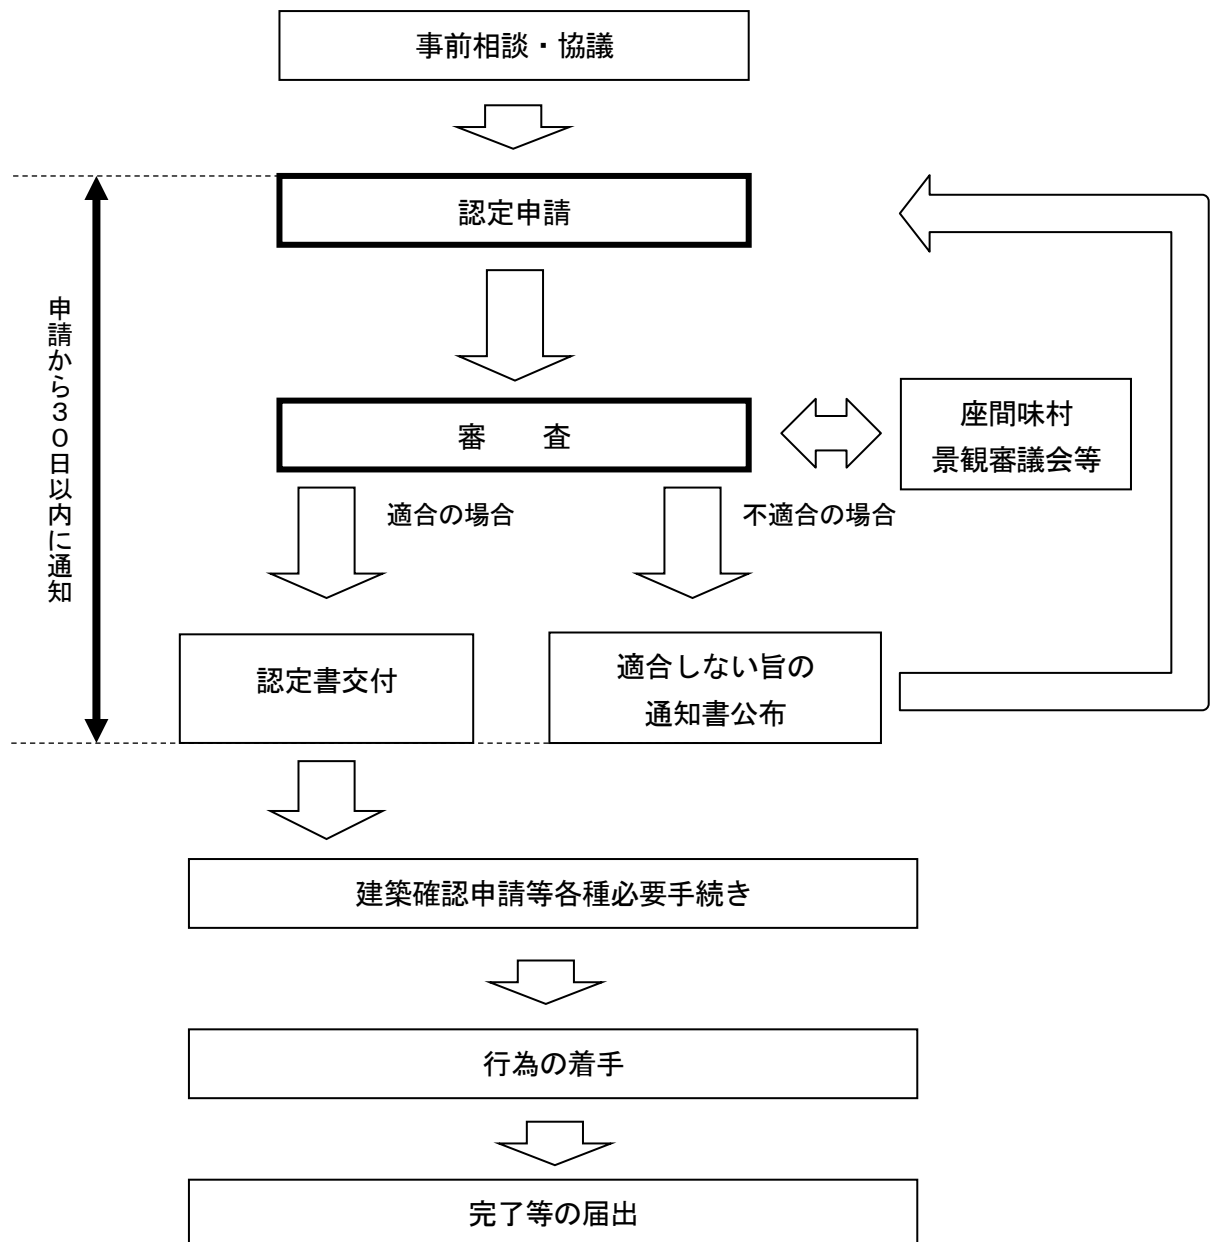 事前相談・協議
認定申請
申請から３０日以内に通知
審　　査
座間味村
景観審議会等
適合の場合
不適合の場合
認定書交付
適合しない旨の
通知書公布
建築確認申請等各種必要手続き
行為の着手
完了等の届出